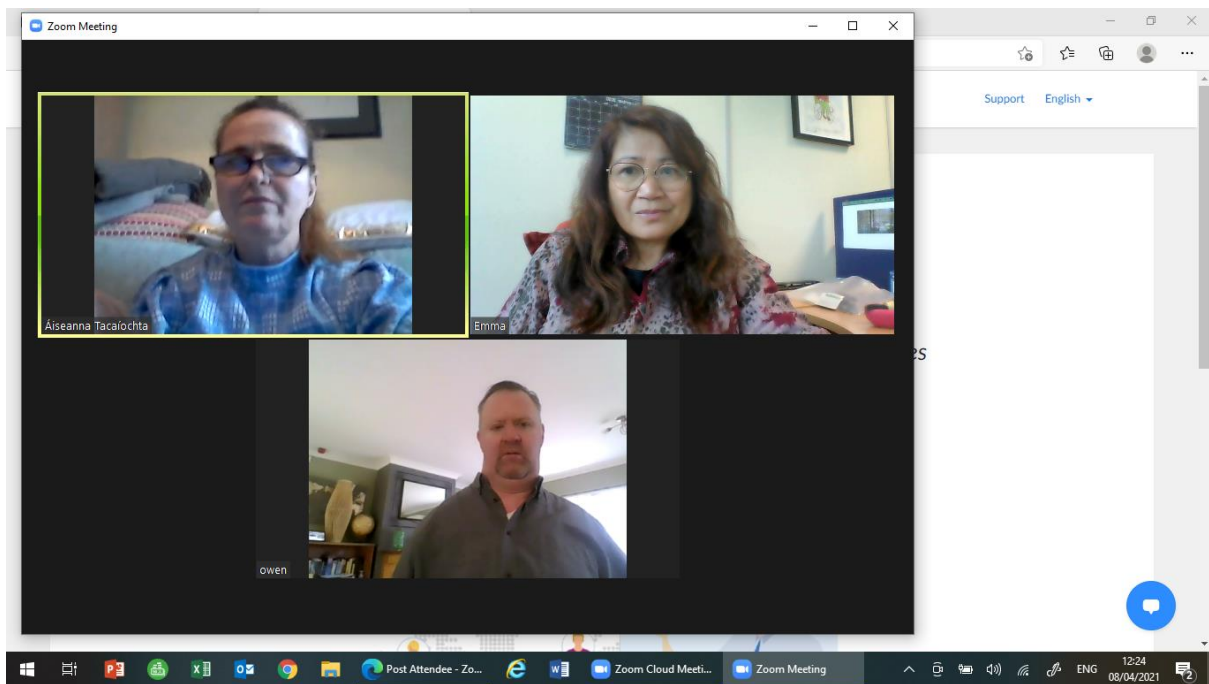 Zoom Meeting
Support English
Áiseanna Tacaíochta
Emma
es
owen
Post Attendee - Zo...
Zoom Cloud Meeti...
Zoom Meeting
ENG
12:24
08/04/2021
2